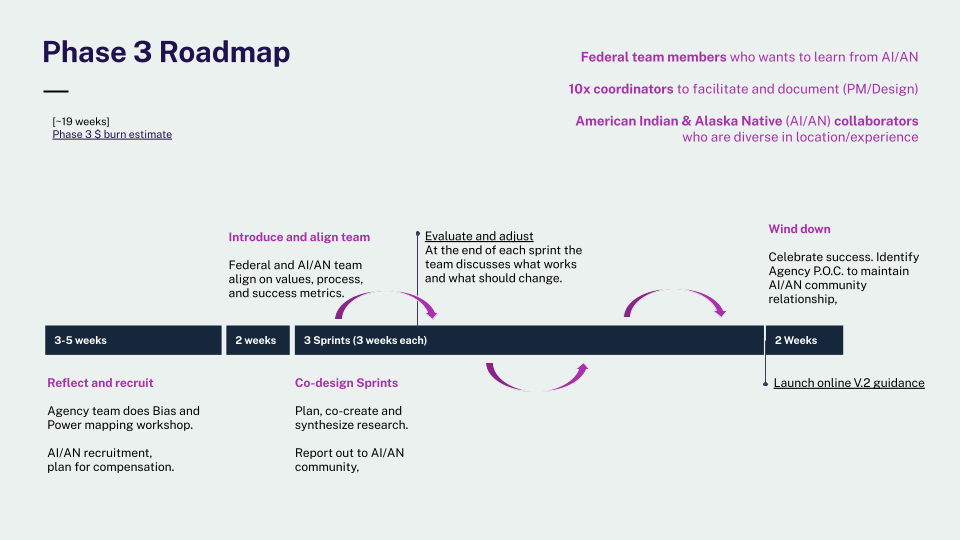 Phase 3 Roadmap
[~19 weeks]
Phase 3 $ burn estimate
Federal team members who wants to learn from AI/AN
10x coordinators to facilitate and document (PM/Design)
American Indian & Alaska Native (AI/AN) collaborators
who are diverse in location/experience
Introduce and align team
Federal and AI/AN team
align on values, process,
and success metrics.
Evaluate and adjust
At the end of each sprint the
team discusses what works
and what should change.
Wind down
Celebrate success. Identify
Agency P.O.C. to maintain
AI/AN community
relationship,
3-5 weeks
2 weeks
3 Sprints (3 weeks each)
2 Weeks
Reflect and recruit
Agency team does Bias and
Power mapping workshop.
AI/AN recruitment,
plan for compensation.
Co-design Sprints
Plan, co-create and
synthesize research.
Report out to AI/AN
community,
Launch online V.2 guidance